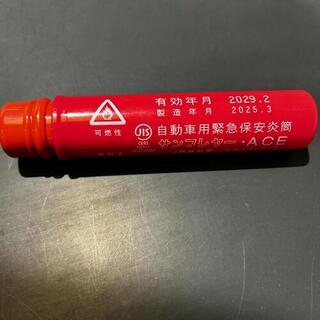 有効年月 2029.2
製造年月 2025.3
可燃性
JIS
自動車用緊急保安炎筒
サンフレヤー・ACE